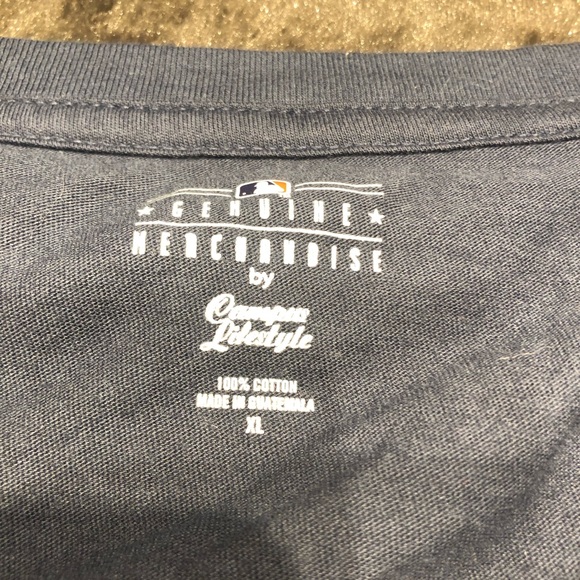 GENUINE
MERCHANDISE
by
Campus
Lifestyle
100% COTTON
MADE IN GUATEMALA
XL